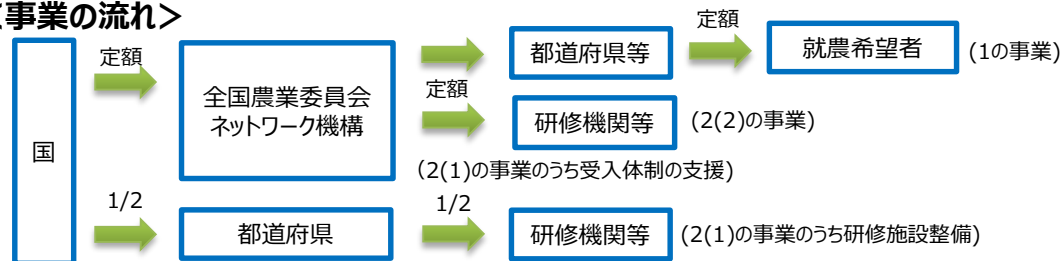 事業の流れ>
国
定額
全国農業委員会
ネットワーク機構
都道府県等
定額
就農希望者
(1の事業)
定額
研修機関等
(2(2)の事業)
(2(1)の事業のうち受入体制の支援)
1/2
都道府県
1/2
研修機関等
(2(1)の事業のうち研修施設整備)